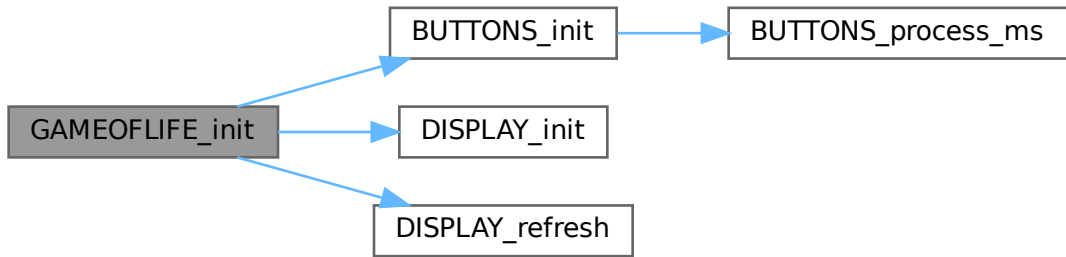 BUTTONS_init
BUTTONS_process_ms
GAMEOFLIFE_init
DISPLAY_init
DISPLAY_refresh